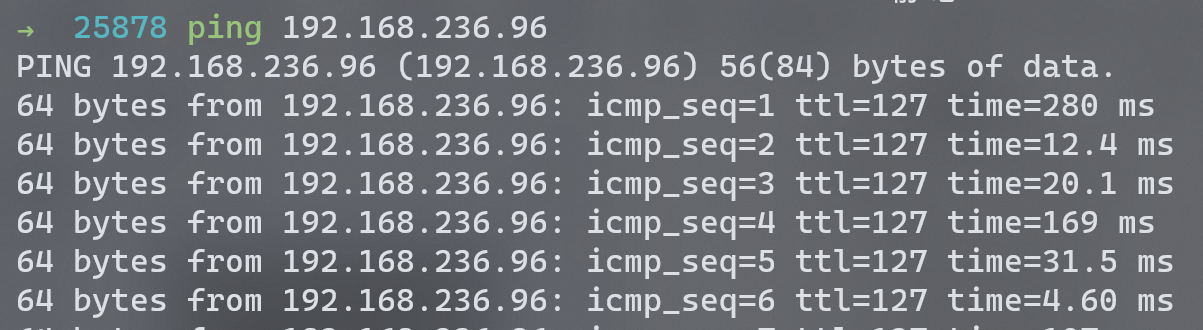 → 25878 ping 192.168.236.96
PING 192.168.236.96 (192.168.236.96) 56(84) bytes of data.
64 bytes from 192.168.236.96: icmp_seq=1 ttl=127 time=280 ms
64 bytes from 192.168.236.96: icmp_seq=2 ttl=127 time=12.4 ms
64 bytes from 192.168.236.96: icmp_seq=3 ttl=127 time=20.1 ms
64 bytes from 192.168.236.96: icmp_seq=4 ttl=127 time=169 ms
64 bytes from 192.168.236.96: icmp_seq=5 ttl=127 time=31.5 ms
64 bytes from 192.168.236.96: icmp_seq=6 ttl=127 time=4.60 ms